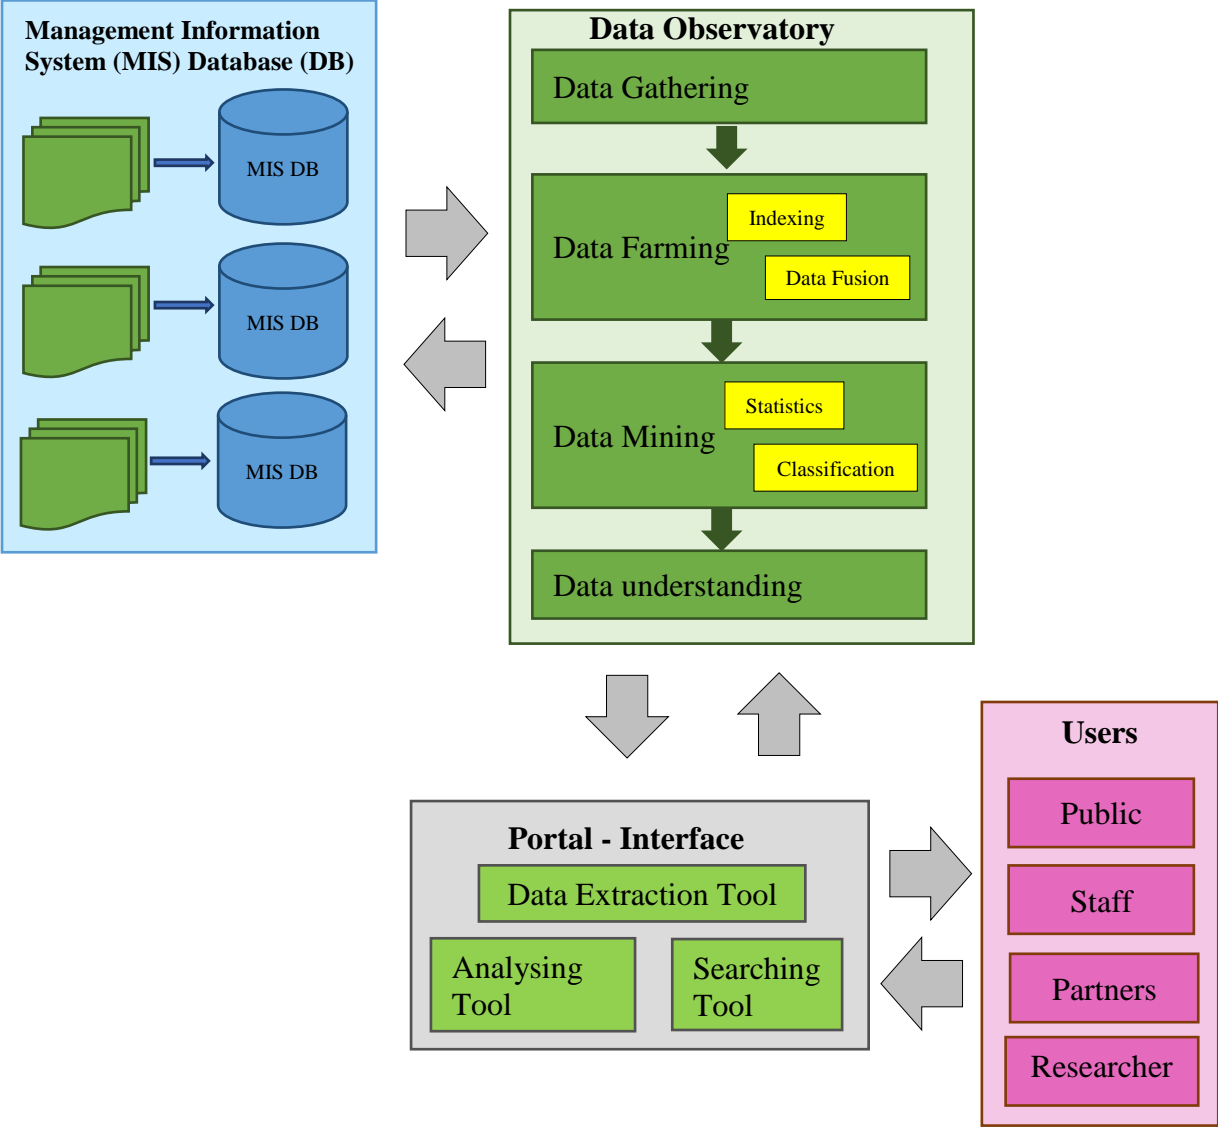 Management Information
System (MIS) Database (DB)
MIS DB
MIS DB
MIS DB
Data Observatory
Data Gathering
Data Farming
Indexing
Data Fusion
Data Mining
Statistics
Classification
Data understanding
Portal - Interface
Data Extraction Tool
Analysing
Tool
Searching
Tool
Users
Public
Staff
Partners
Researcher